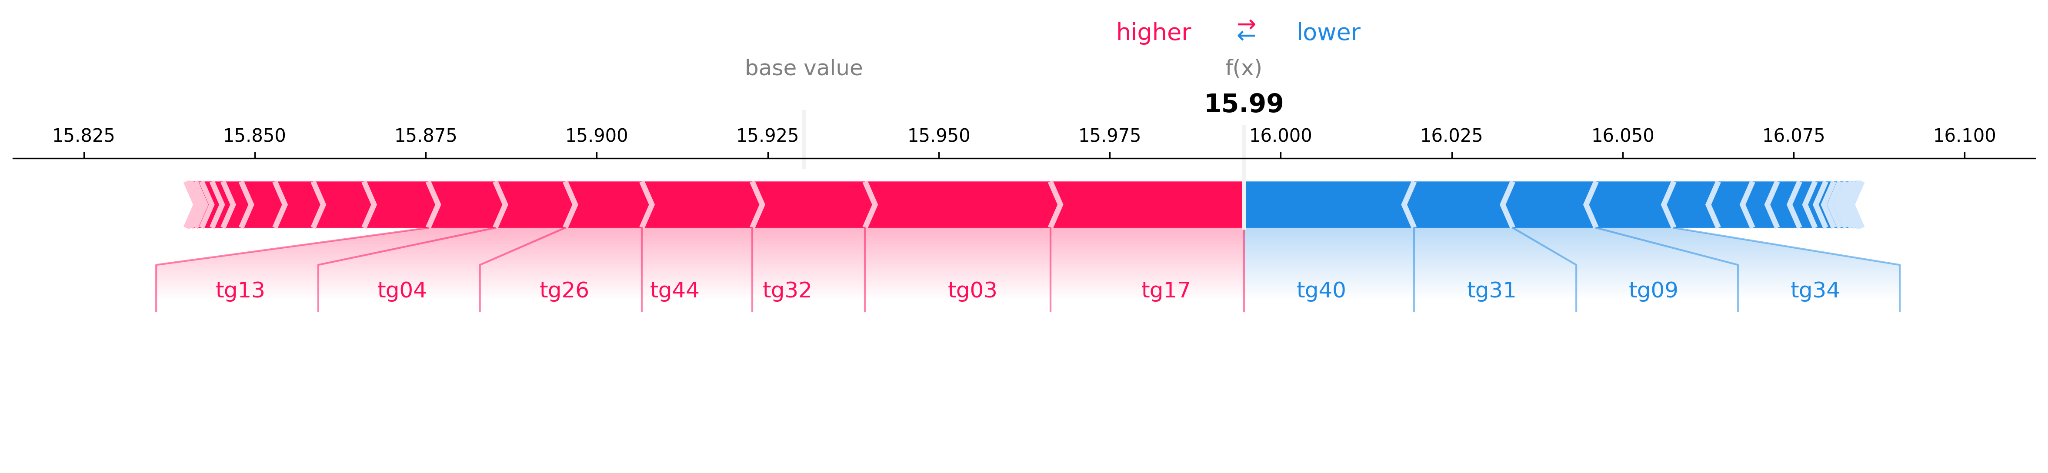 higher ⇄ lower
base value f(x)
15.99
15.825 15.850 15.875 15.900 15.925 15.950 15.975 16.000 16.025 16.050 16.075 16.100
tg13 tg04 tg26 tg44 tg32 tg03 tg17 tg40 tg31 tg09 tg34